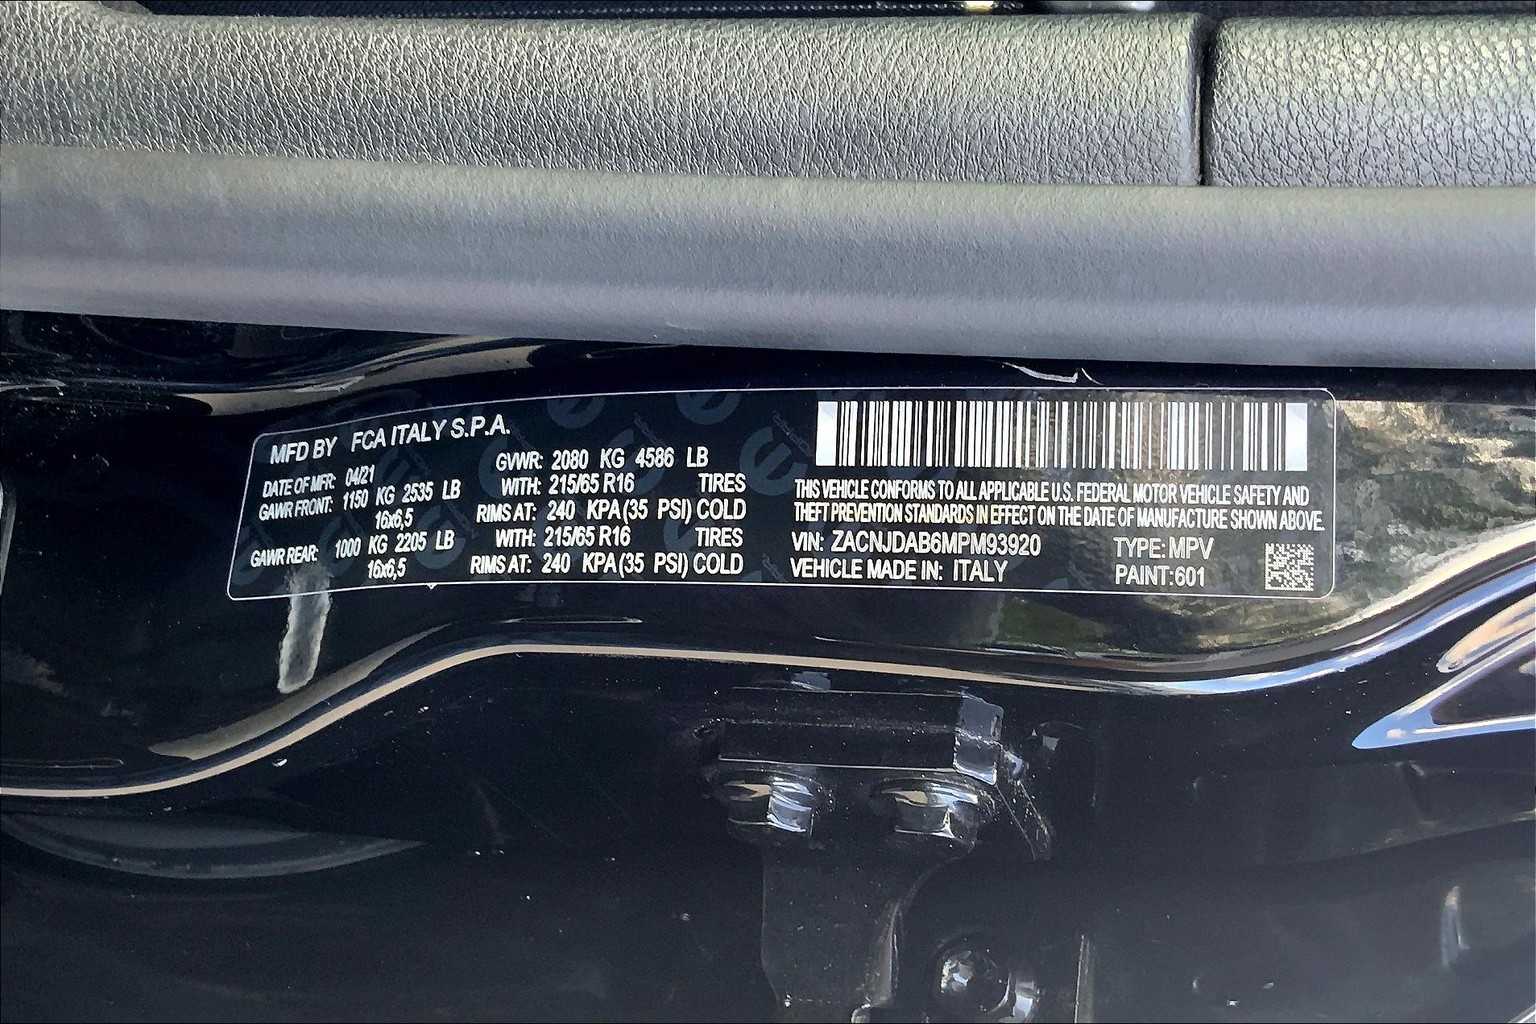 MFD BY FCA ITALY S.P.A.
DATE OF MFR: 04/21 GVWR: 2080 KG 4586 LB
GAWR FRONT: 1150 KG 2535 LB WITH: 215/65 R16 TIRES
16x6,5 RIMS AT: 240 KPA (35 PSI) COLD
GAWR REAR: 1000 KG 2205 LB WITH: 215/65 R16 TIRES
16x6,5 RIMS AT: 240 KPA (35 PSI) COLD
THIS VEHICLE CONFORMS TO ALL APPLICABLE U.S. FEDERAL MOTOR VEHICLE SAFETY AND
THEFT PREVENTION STANDARDS IN EFFECT ON THE DATE OF MANUFACTURE SHOWN ABOVE.
VIN: ZACNJDAB6MPM93920 TYPE: MPV
VEHICLE MADE IN: ITALY PAINT: 601